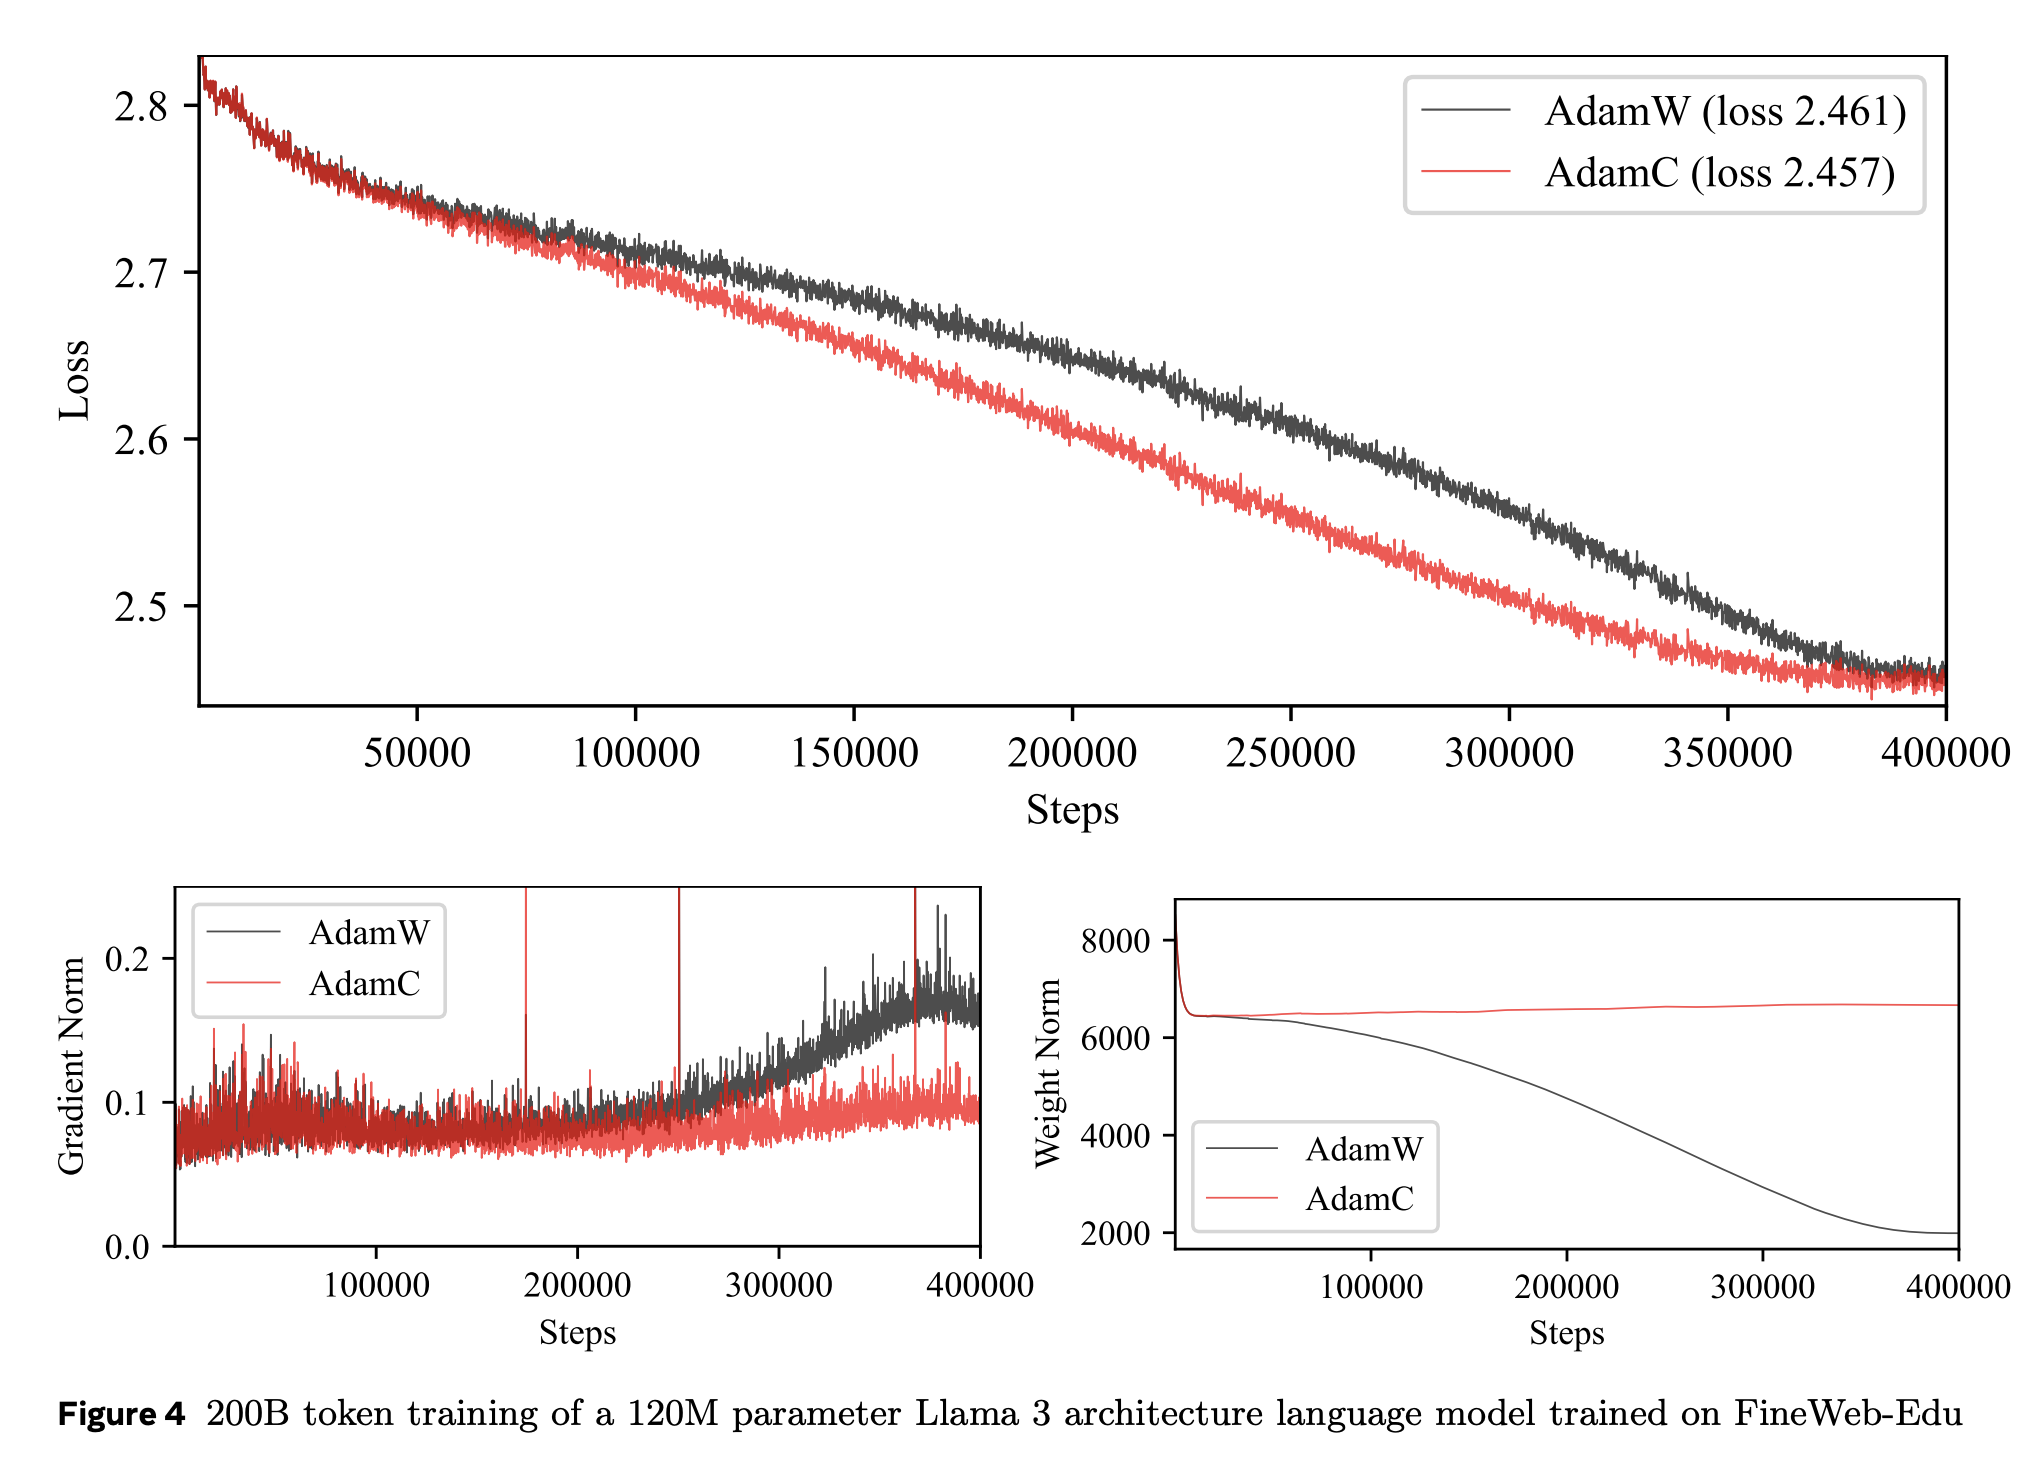 2.8
2.7
2.6
2.5
Loss
AdamW (loss 2.461)
AdamC (loss 2.457)
50000 100000 150000 200000 250000 300000 350000 400000
Steps
0.2
0.1
0.0
Gradient Norm
AdamW
AdamC
100000 200000 300000 400000
Steps
8000
6000
4000
2000
Weight Norm
AdamW
AdamC
100000 200000 300000 400000
Steps
Figure 4 200B token training of a 120M parameter Llama 3 architecture language model trained on FineWeb-Edu